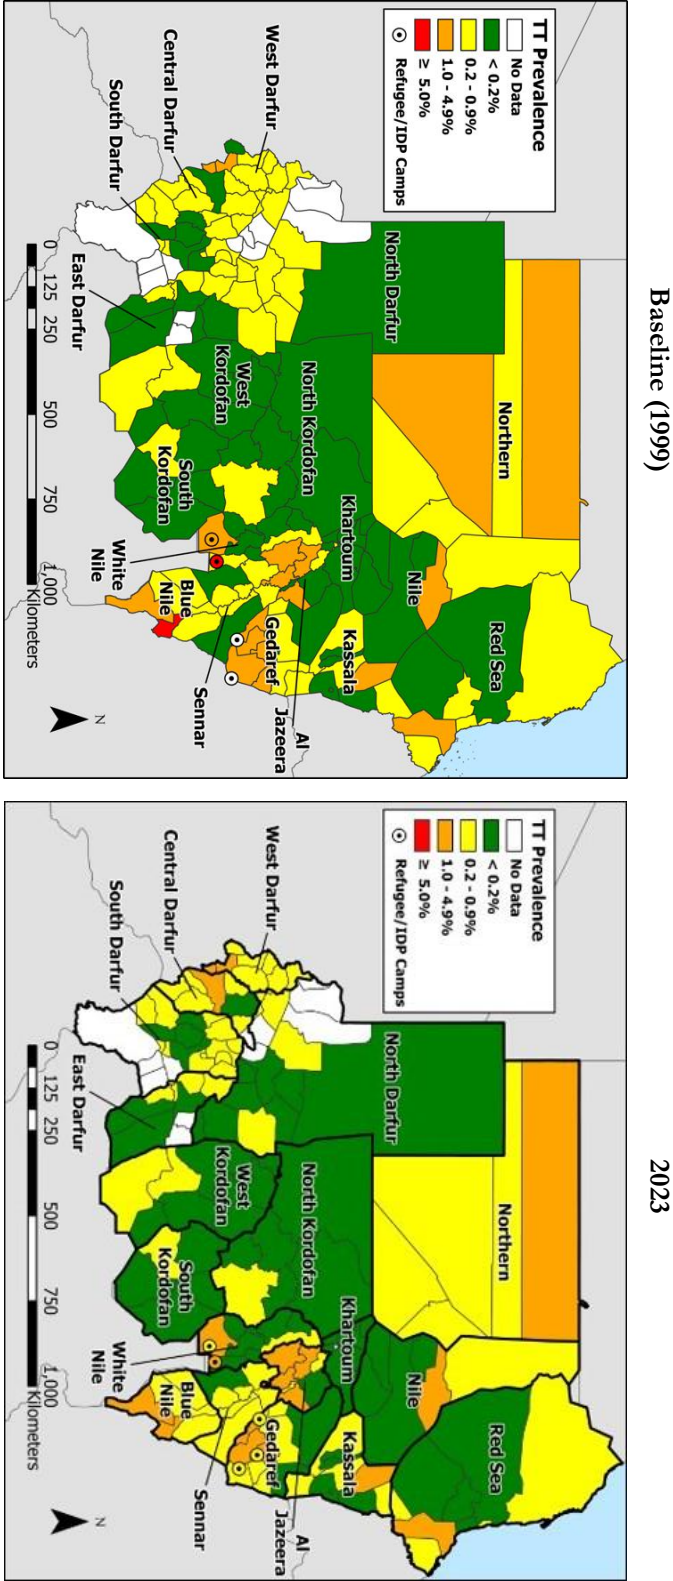 Baseline (1999)
TT Prevalence
No Data
< 0.2%
0.2 - 0.9%
1.0 - 4.9%
≥ 5.0%
Refugee/IDP Camps
Northern
North Darfur
Red Sea
Nile
Khartoum
North Kordofan
Kassala
Al
Jazeera
Gedaref
West Darfur
West
Kordofan
Central Darfur
South Darfur
South
Kordofan
Blue
Nile
Sennar
White
Nile
East Darfur
0 125 250 500 750 1,000
Kilometers
N
2023
TT Prevalence
No Data
< 0.2%
0.2 - 0.9%
1.0 - 4.9%
≥ 5.0%
Refugee/IDP Camps
Northern
North Darfur
Red Sea
Nile
Khartoum
North Kordofan
Kassala
Al
Jazeera
Gedaref
West Darfur
West
Kordofan
Central Darfur
South Darfur
South
Kordofan
Blue
Nile
Sennar
White
Nile
East Darfur
0 125 250 500 750 1,000
Kilometers
N